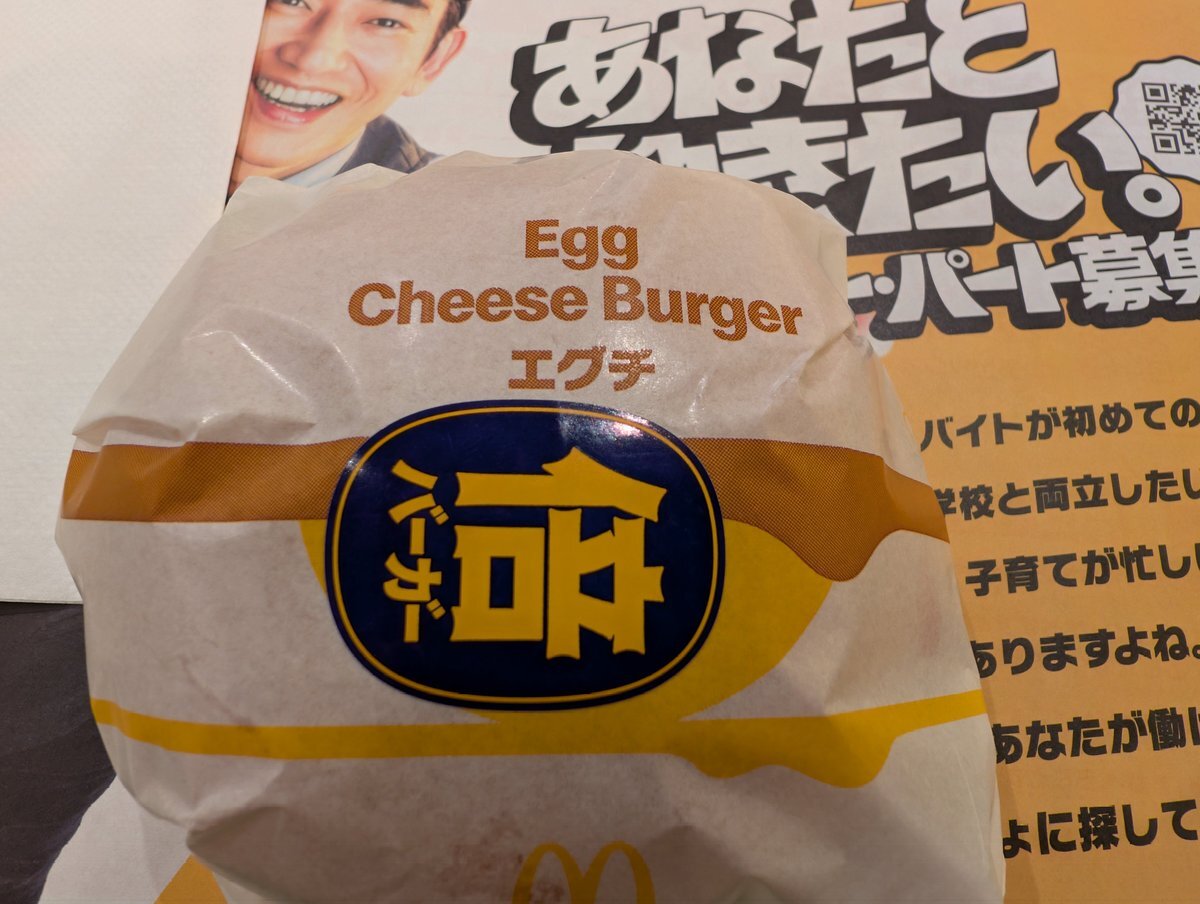 あなたと
きたい。
・パート募集
Egg
Cheese Burger
エグチ
倍
バーガー
バイトが初めての
学校と両立したい
子育てが忙しい
ありますよね。
あなたが働
に探して